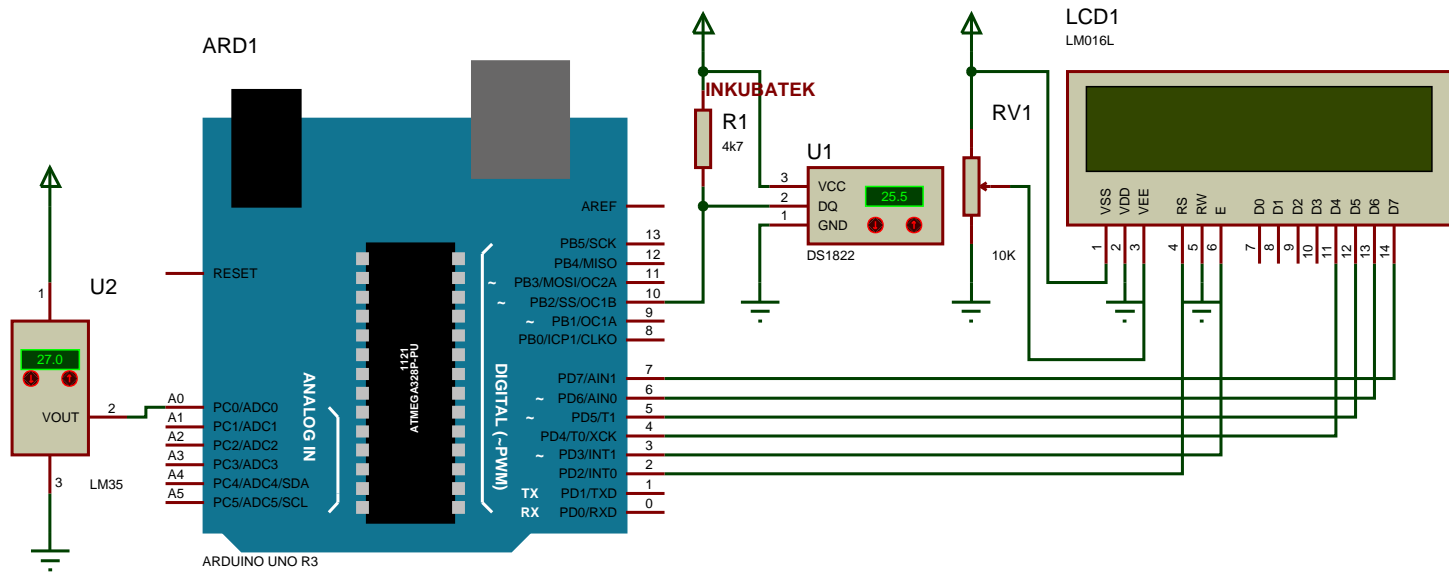 ARD1
INKUBATEK
R1
4k7
U1
3 VCC
2 DQ
1 GND
25.5
DS1822
RV1
10K
LCD1
LM016L
VSS VDD VEE RS RW E D0 D1 D2 D3 D4 D5 D6 D7
1 2 3 4 5 6 7 8 9 10 11 12 13 14
1
U2
27.0
VOUT 2
3
LM35
RESET
A0 PC0/ADC0
A1 PC1/ADC1
A2 PC2/ADC2
A3 PC3/ADC3
A4 PC4/ADC4/SDA
A5 PC5/ADC5/SCL
ANALOG IN
1121
ATMEGA328P-PU
DIGITAL (~PWM)
AREF
PB5/SCK 13
PB4/MISO 12
~ PB3/MOSI/OC2A 11
~ PB2/SS/OC1B 10
~ PB1/OC1A 9
PB0/ICP1/CLKO 8
PD7/AIN1 7
~ PD6/AIN0 6
~ PD5/T1 5
PD4/T0/XCK 4
~ PD3/INT1 3
PD2/INT0 2
TX PD1/TXD 1
RX PD0/RXD 0
ARDUINO UNO R3